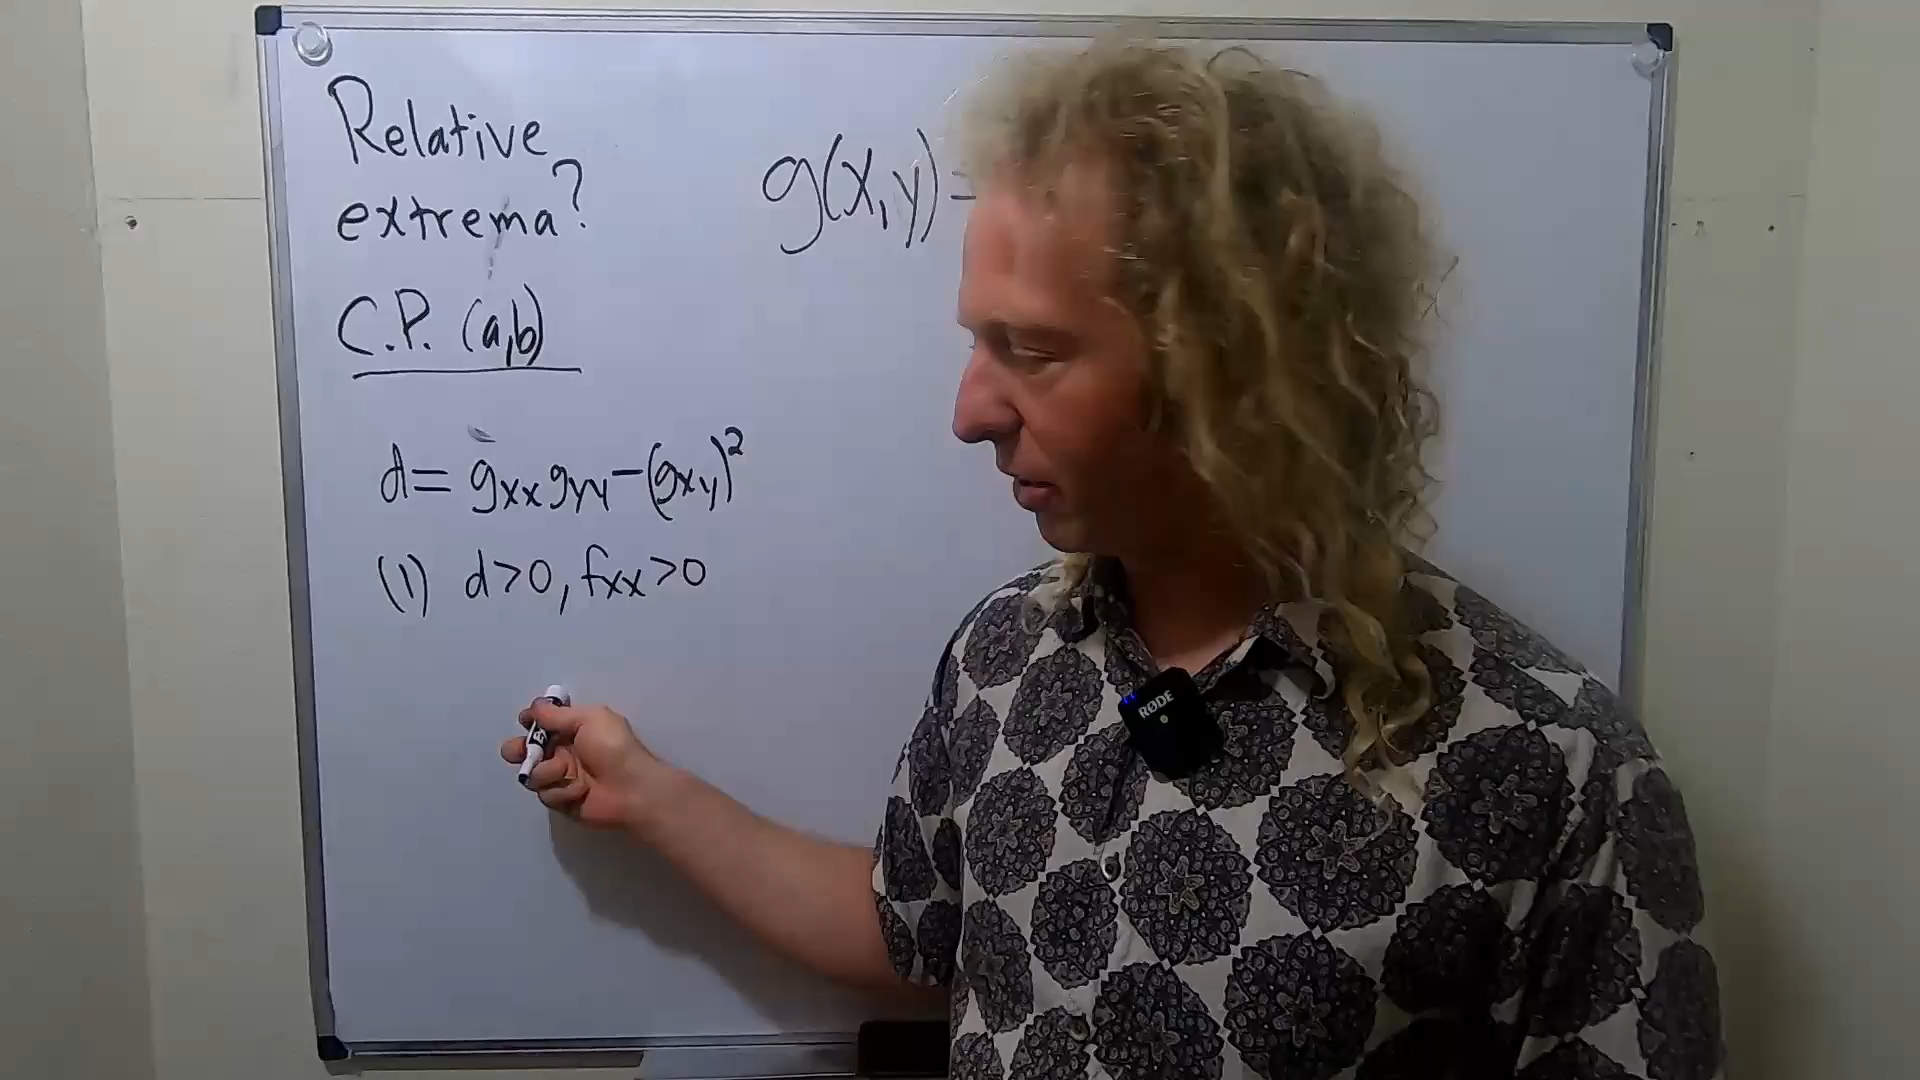 Relative
extrema?
C.P. (a,b)
g(x,y)=
d= gxx gyy-(gxy)²
(1) d>0, fxx>0
RØDE